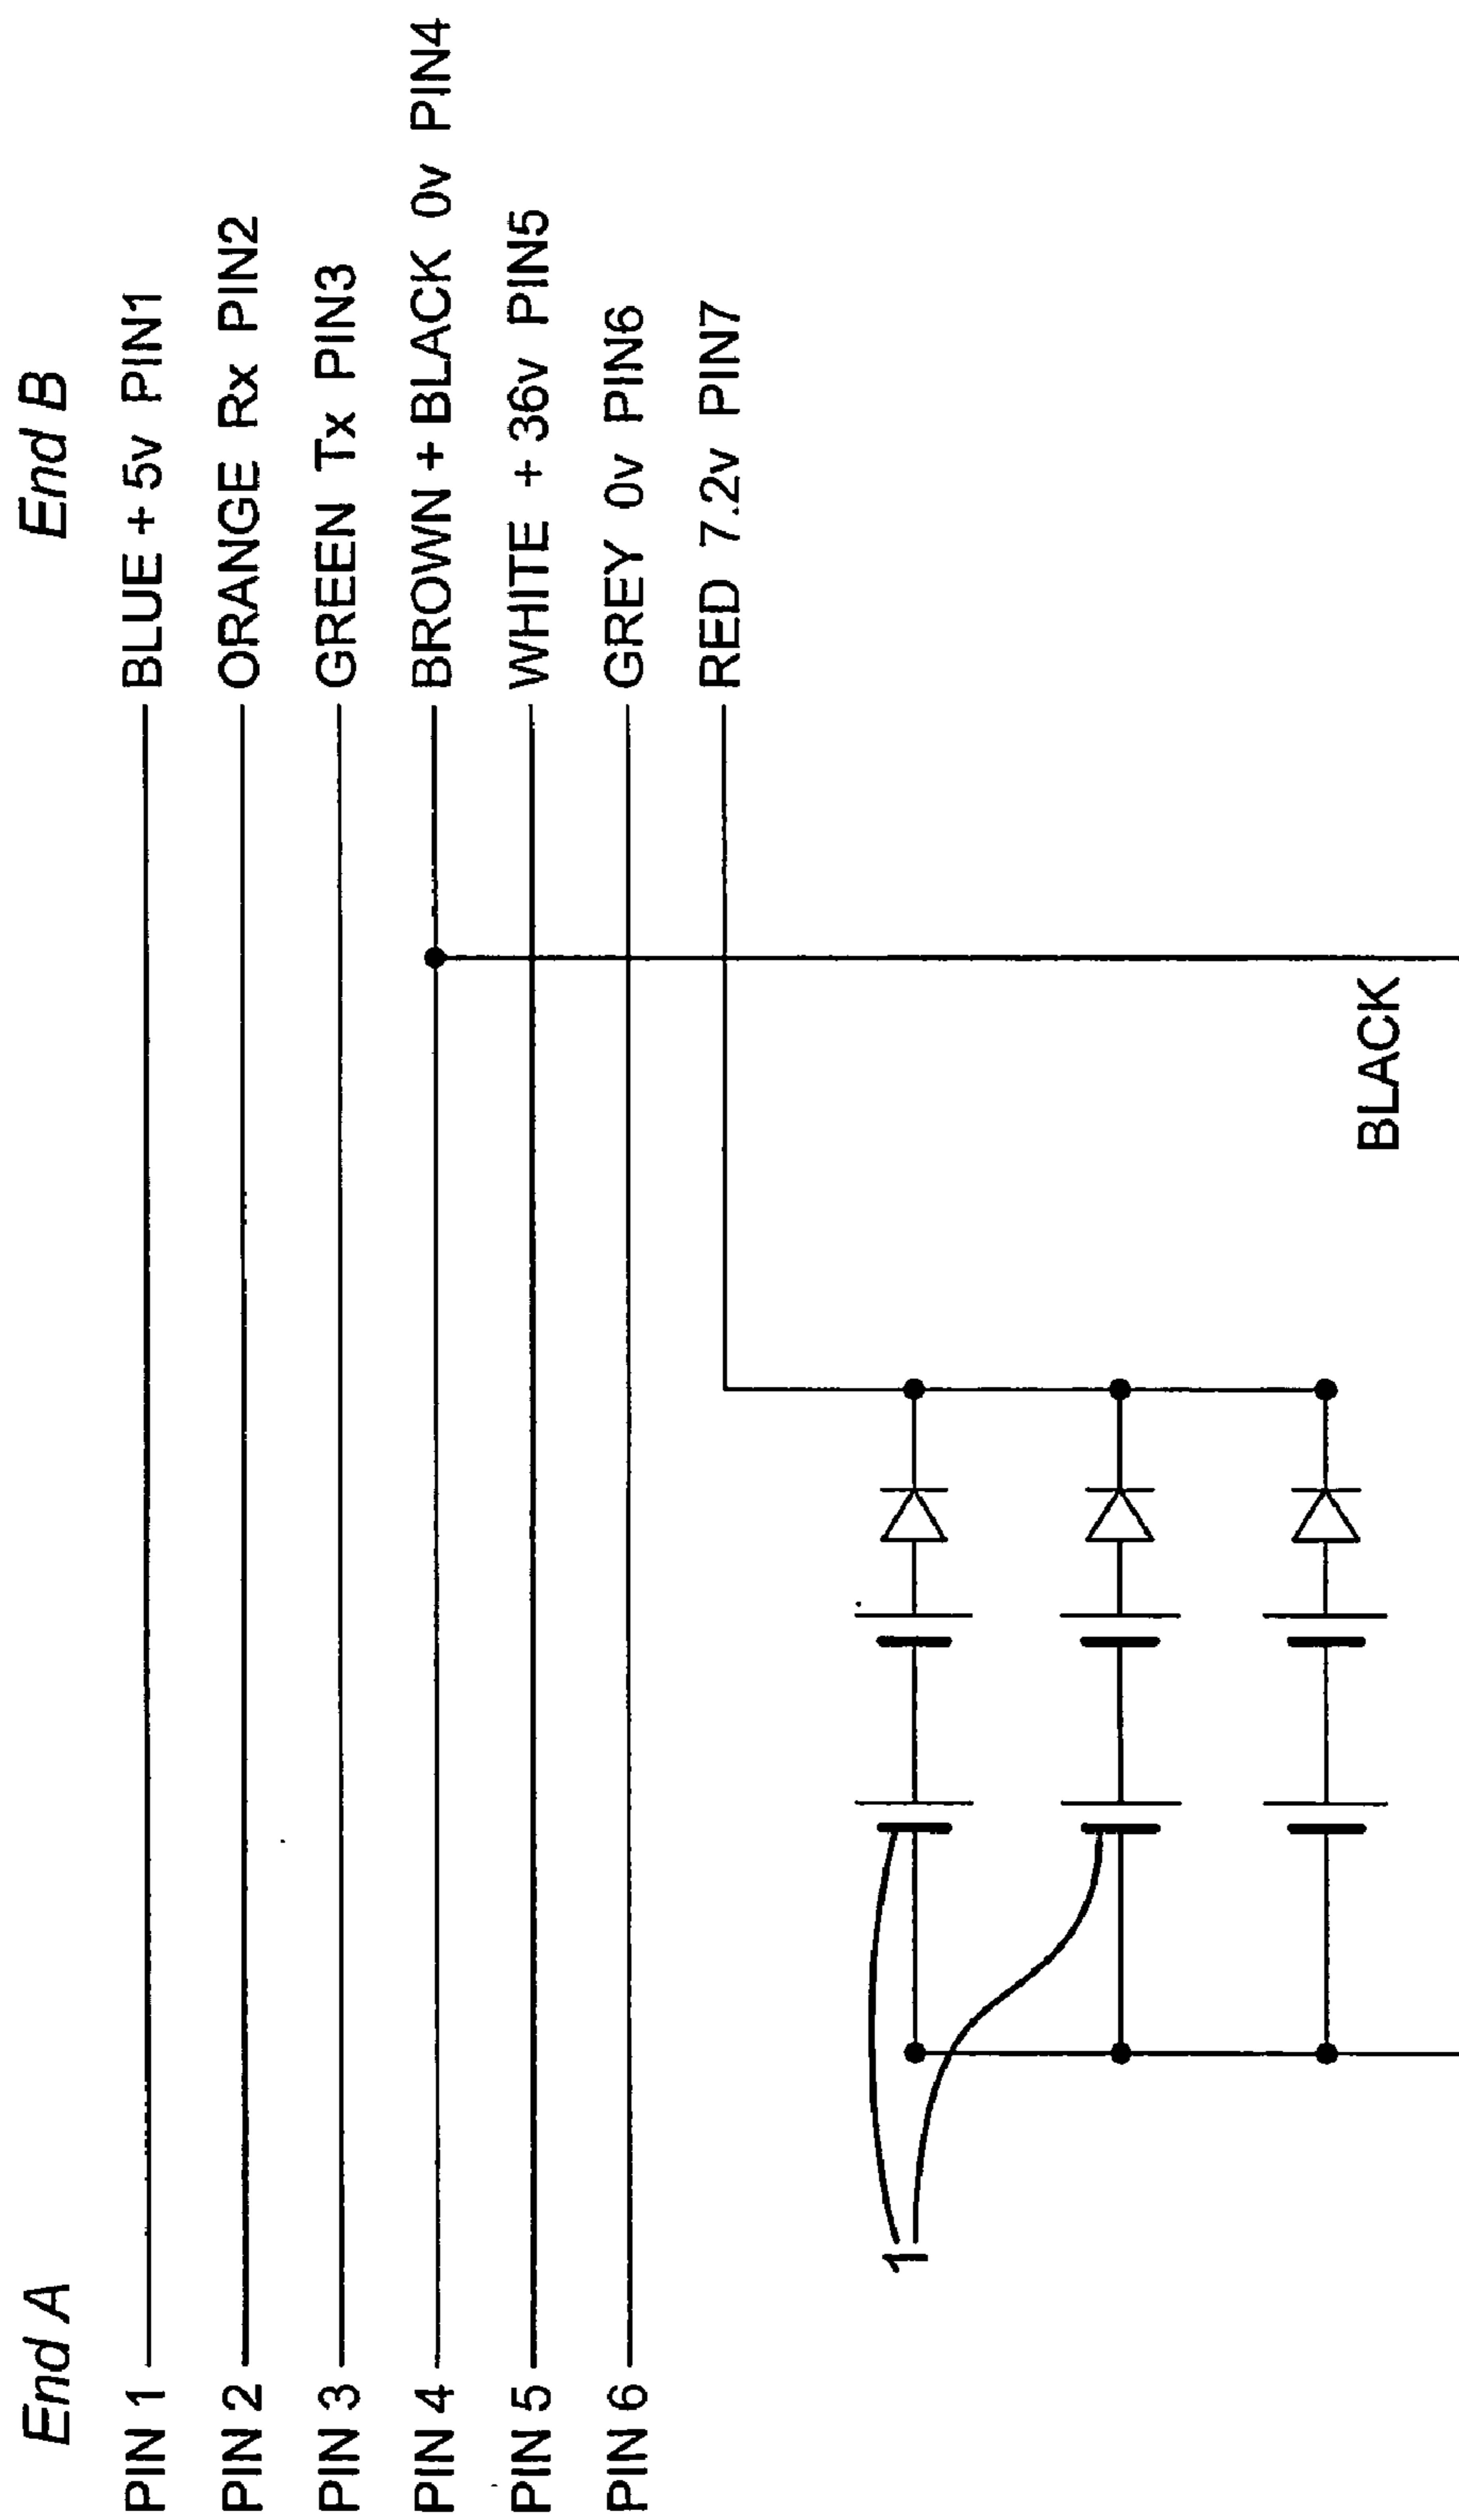 End A
End B
PIN 1
BLUE + 5v PIN1
PIN 2
ORANGE Rx PIN2
PIN 3
GREEN Tx PIN3
PIN 4
BROWN + BLACK 0v PIN4
PIN 5
WHITE + 36v PIN5
PIN 6
GREY 0v PIN6
RED 7.2v PIN7
1
BLACK